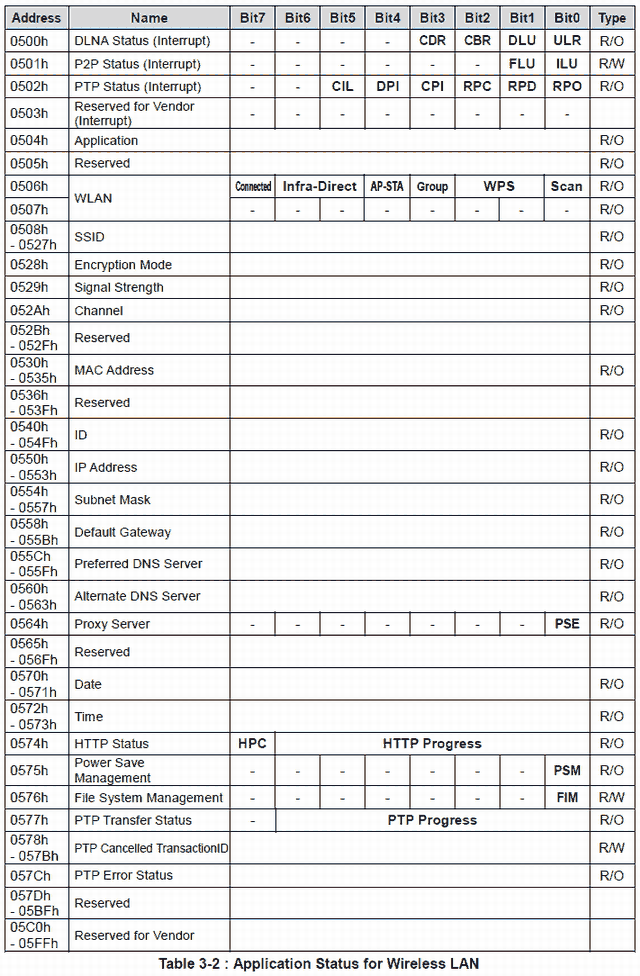 Address Name Bit7 Bit6 Bit5 Bit4 Bit3 Bit2 Bit1 Bit0 Type
0500h DLNA Status (Interrupt) - - - - CDR CBR DLU ULR R/O
0501h P2P Status (Interrupt) - - - - - - FLU ILU R/W
0502h PTP Status (Interrupt) - - CIL DPI CPI RPC RPD RPO R/O
0503h Reserved for Vendor
(Interrupt) - - - - - - - -
0504h Application R/O
0505h Reserved R/O
0506h WLAN Connected Infra-Direct AP-STA Group WPS Scan R/O
0507h - - - - - - - - R/O
0508h
- 0527h SSID R/O
0528h Encryption Mode R/O
0529h Signal Strength R/O
052Ah Channel R/O
052Bh
- 052Fh Reserved
0530h
- 0535h MAC Address R/O
0536h
- 053Fh Reserved
0540h
- 054Fh ID R/O
0550h
- 0553h IP Address R/O
0554h
- 0557h Subnet Mask R/O
0558h
- 055Bh Default Gateway R/O
055Ch
- 055Fh Preferred DNS Server R/O
0560h
- 0563h Alternate DNS Server R/O
0564h Proxy Server - - - - - - - PSE R/O
0565h
- 056Fh Reserved
0570h
- 0571h Date R/O
0572h
- 0573h Time R/O
0574h HTTP Status HPC HTTP Progress R/O
0575h Power Save
Management - - - - - - - PSM R/O
0576h File System Management - - - - - - - FIM R/W
0577h PTP Transfer Status - PTP Progress R/O
0578h
- 057Bh PTP Cancelled TransactionID R/W
057Ch PTP Error Status R/O
057Dh
- 05BFh Reserved
05C0h
- 05FFh Reserved for Vendor
Table 3-2 : Application Status for Wireless LAN